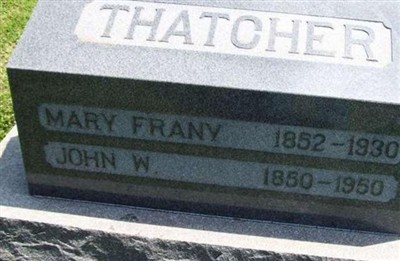 THATCHER
MARY FRANY 1852-1930
JOHN W. 1850-1950